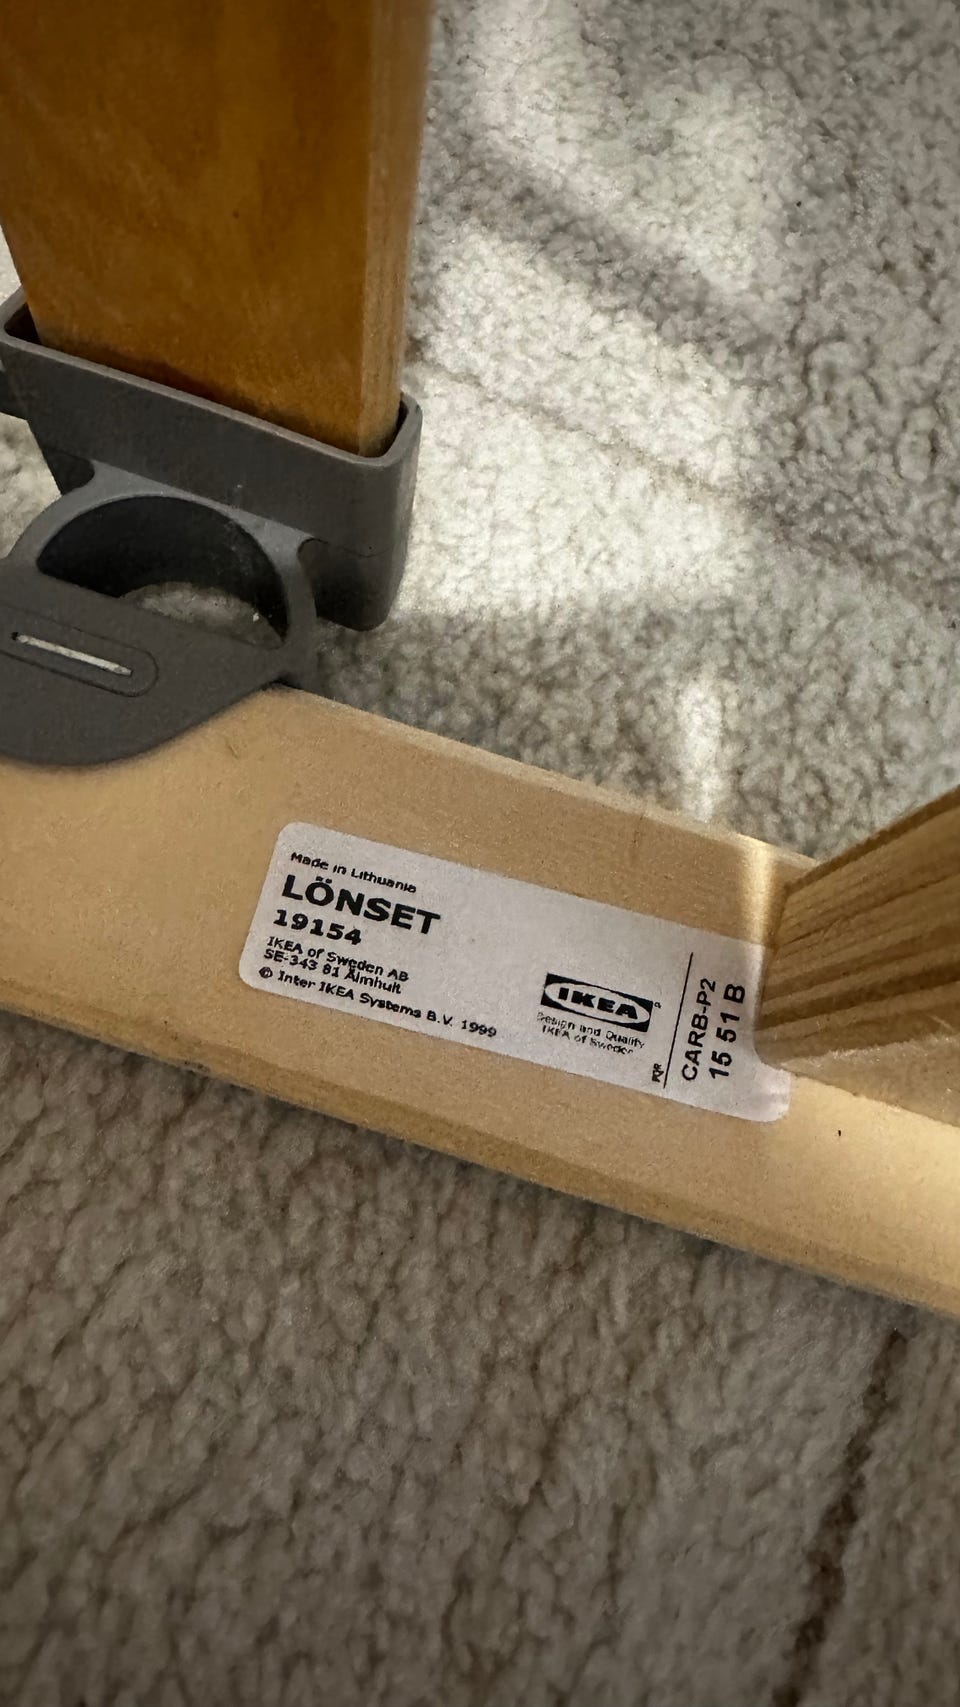 Made in Lithuania
LÖNSET
19154
IKEA of Sweden AB
SE-343 81 Älmhult
© Inter IKEA Systems B.V. 1999
IKEA
Design and Quality
IKEA of Sweden
CARB-P2
15 51 B